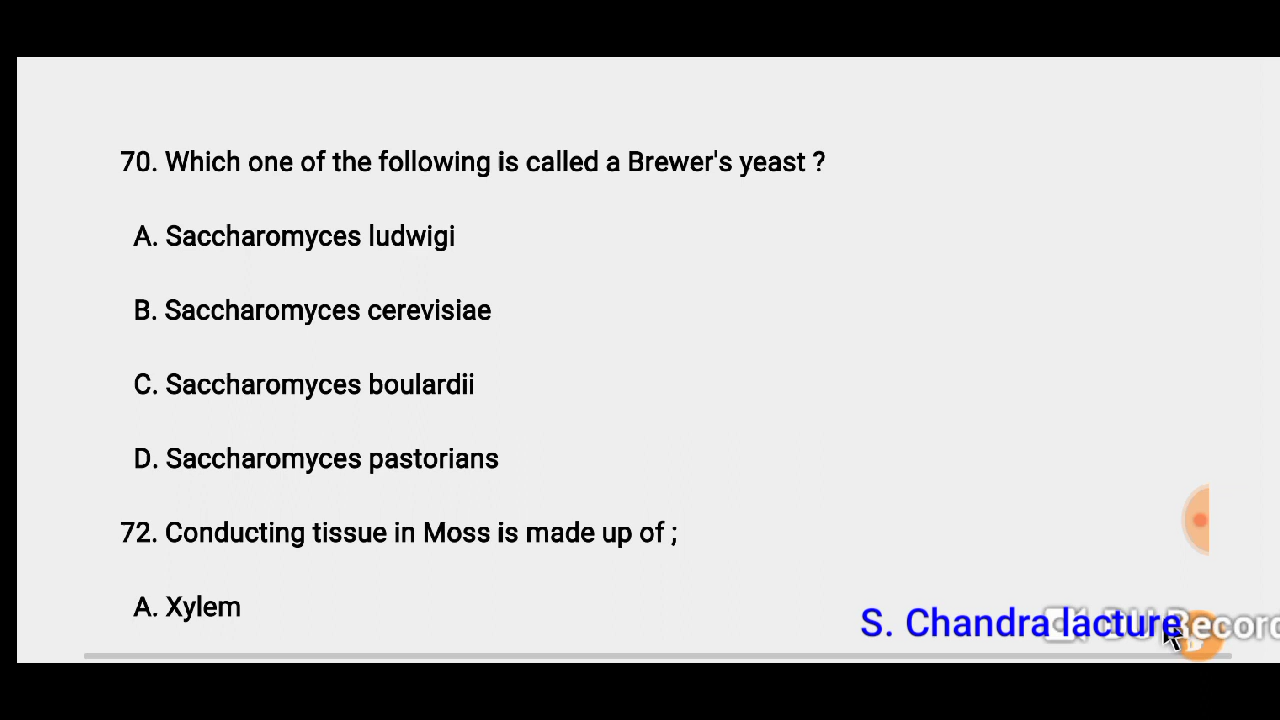 70. Which one of the following is called a Brewer's yeast ?
A. Saccharomyces ludwigi
B. Saccharomyces cerevisiae
C. Saccharomyces boulardii
D. Saccharomyces pastorians
72. Conducting tissue in Moss is made up of ;
A. Xylem
S. Chandra lacture